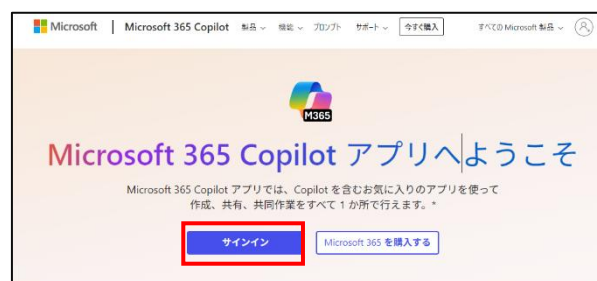 Microsoft | Microsoft 365 Copilot 製品 機能 プロンプト サポート 今すぐ購入 すべての Microsoft 製品
M365
Microsoft 365 Copilot アプリへようこそ
Microsoft 365 Copilot アプリでは、Copilot を含むお気に入りのアプリを使って
作成、共有、共同作業をすべて 1 か所で行えます。*
サインイン Microsoft 365 を購入する